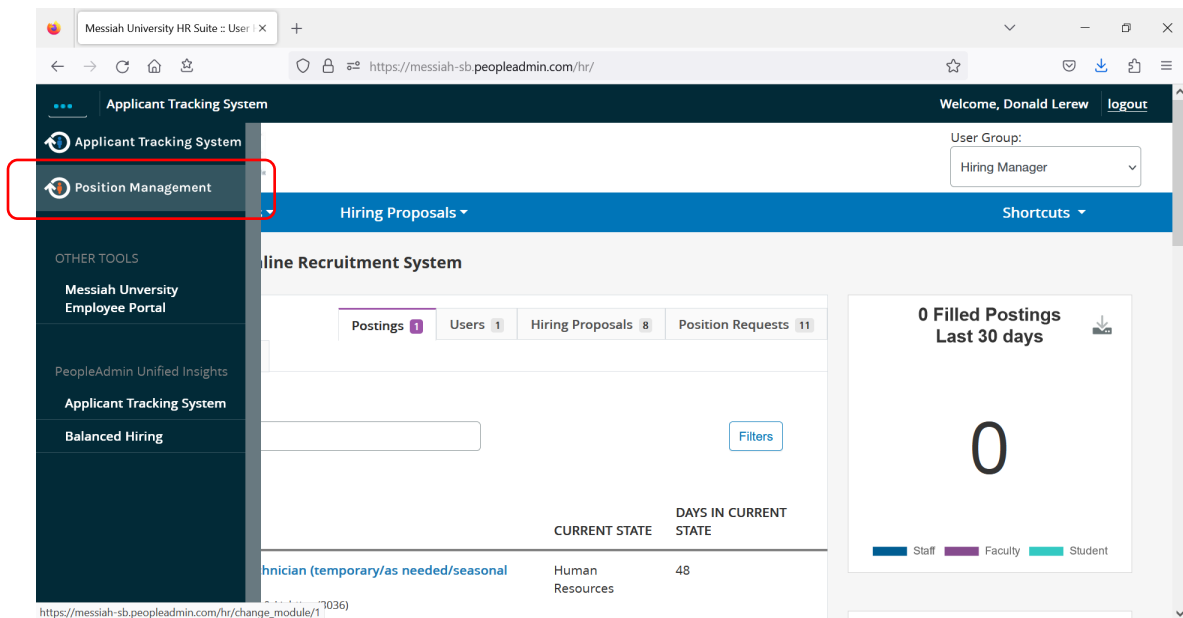 Messiah University HR Suite :: User
https://messiah-sb.peopleadmin.com/hr/
Applicant Tracking System
Welcome, Donald Lerew
logout
Applicant Tracking System
Position Management
User Group:
Hiring Manager
Hiring Proposals
Shortcuts
OTHER TOOLS
Messiah Unversity
Employee Portal
PeopleAdmin Unified Insights
Applicant Tracking System
Balanced Hiring
line Recruitment System
Postings 1
Users 1
Hiring Proposals 8
Position Requests 11
Filters
CURRENT STATE
DAYS IN CURRENT
STATE
hnician (temporary/as needed/seasonal
Human
Resources
48
3036)
0 Filled Postings
Last 30 days
0
Staff Faculty Student
https://messiah-sb.peopleadmin.com/hr/change_module/1